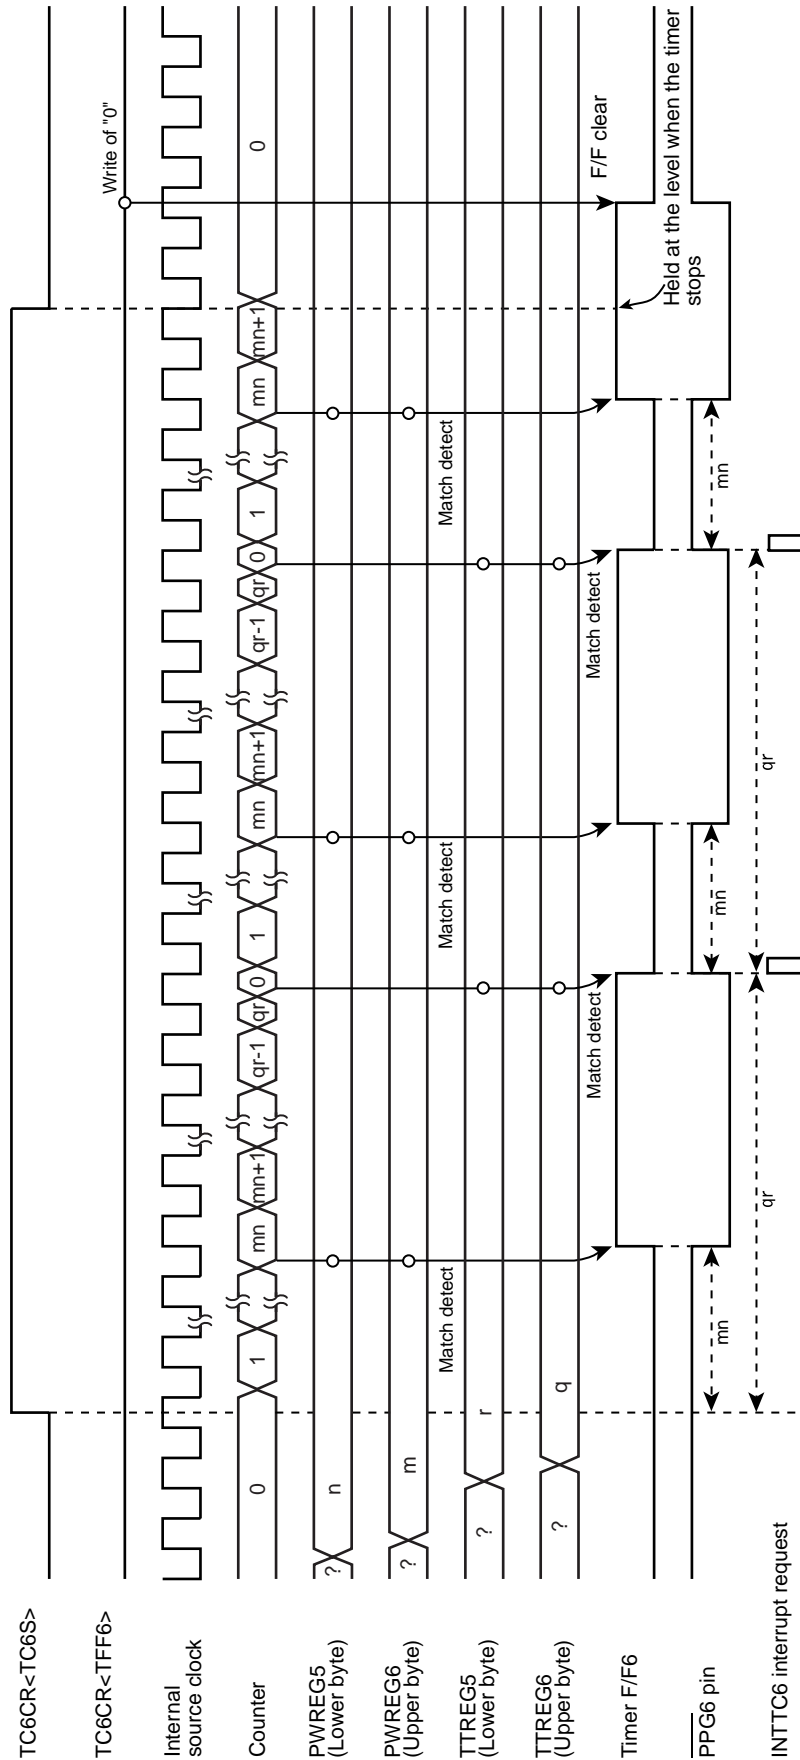 TC6CR<TC6S>
TC6CR<TFF6>
Write of "0"
Internal
source clock
Counter
0
1
mn
mn+1
qr-1
qr
0
1
mn
mn+1
qr-1
qr
0
1
mn
mn+1
0
PWREG5
(Lower byte)
?
n
PWREG6
(Upper byte)
?
m
Match detect
Match detect
Match detect
TTREG5
(Lower byte)
?
r
TTREG6
(Upper byte)
?
q
Match detect
Match detect
F/F clear
Timer F/F6
Held at the level when the timer
stops
PPG6 pin
mn
mn
mn
qr
qr
INTTC6 interrupt request